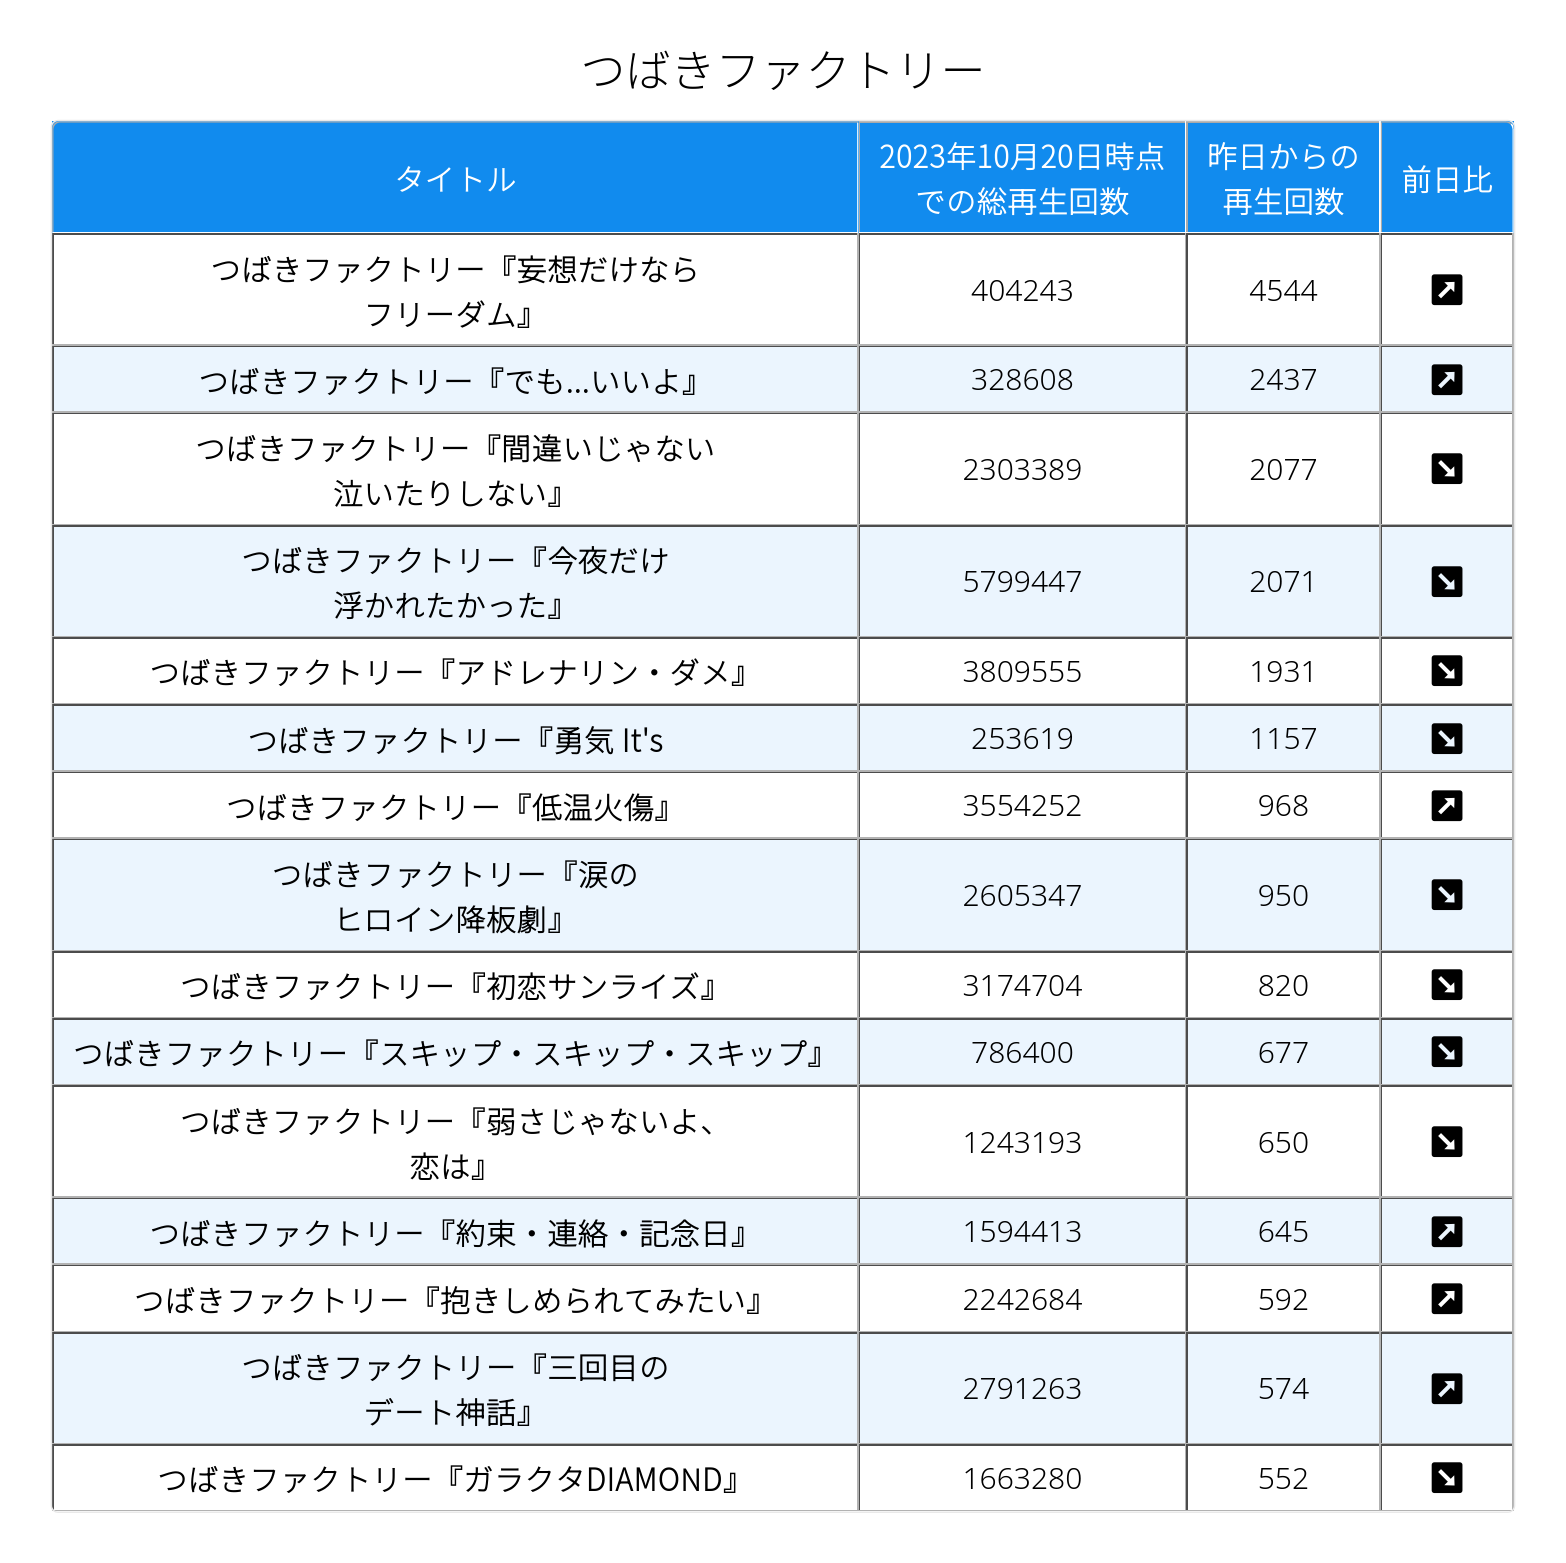 つばきファクトリー
タイトル
2023年10月20日時点
での総再生回数
昨日からの
再生回数
前日比
つばきファクトリー『妄想だけなら
フリーダム』
404243
4544
つばきファクトリー『でも...いいよ』
328608
2437
つばきファクトリー『間違いじゃない
泣いたりしない』
2303389
2077
つばきファクトリー『今夜だけ
浮かれたかった』
5799447
2071
つばきファクトリー『アドレナリン・ダメ』
3809555
1931
つばきファクトリー『勇気 It's
253619
1157
つばきファクトリー『低温火傷』
3554252
968
つばきファクトリー『涙の
ヒロイン降板劇』
2605347
950
つばきファクトリー『初恋サンライズ』
3174704
820
つばきファクトリー『スキップ・スキップ・スキップ』
786400
677
つばきファクトリー『弱さじゃないよ、
恋は』
1243193
650
つばきファクトリー『約束・連絡・記念日』
1594413
645
つばきファクトリー『抱きしめられてみたい』
2242684
592
つばきファクトリー『三回目の
デート神話』
2791263
574
つばきファクトリー『ガラクタDIAMOND』
1663280
552